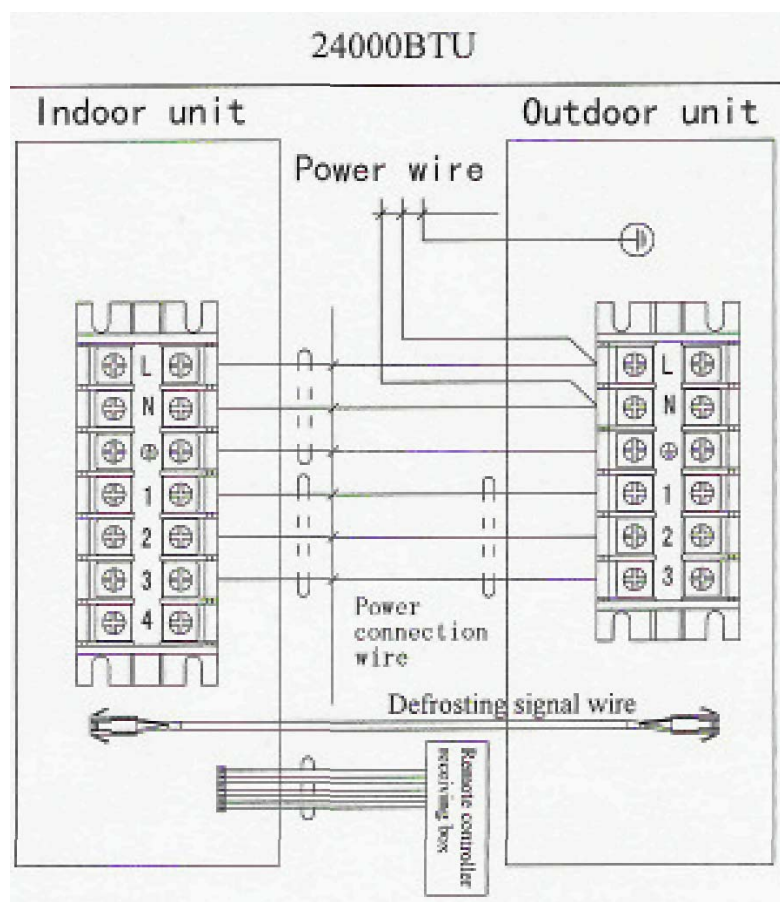 24000BTU
Indoor unit
Outdoor unit
Power wire
L
N
1
2
3
4
L
N
1
2
3
Power
connection
wire
Defrosting signal wire
Remote controller
receiving box